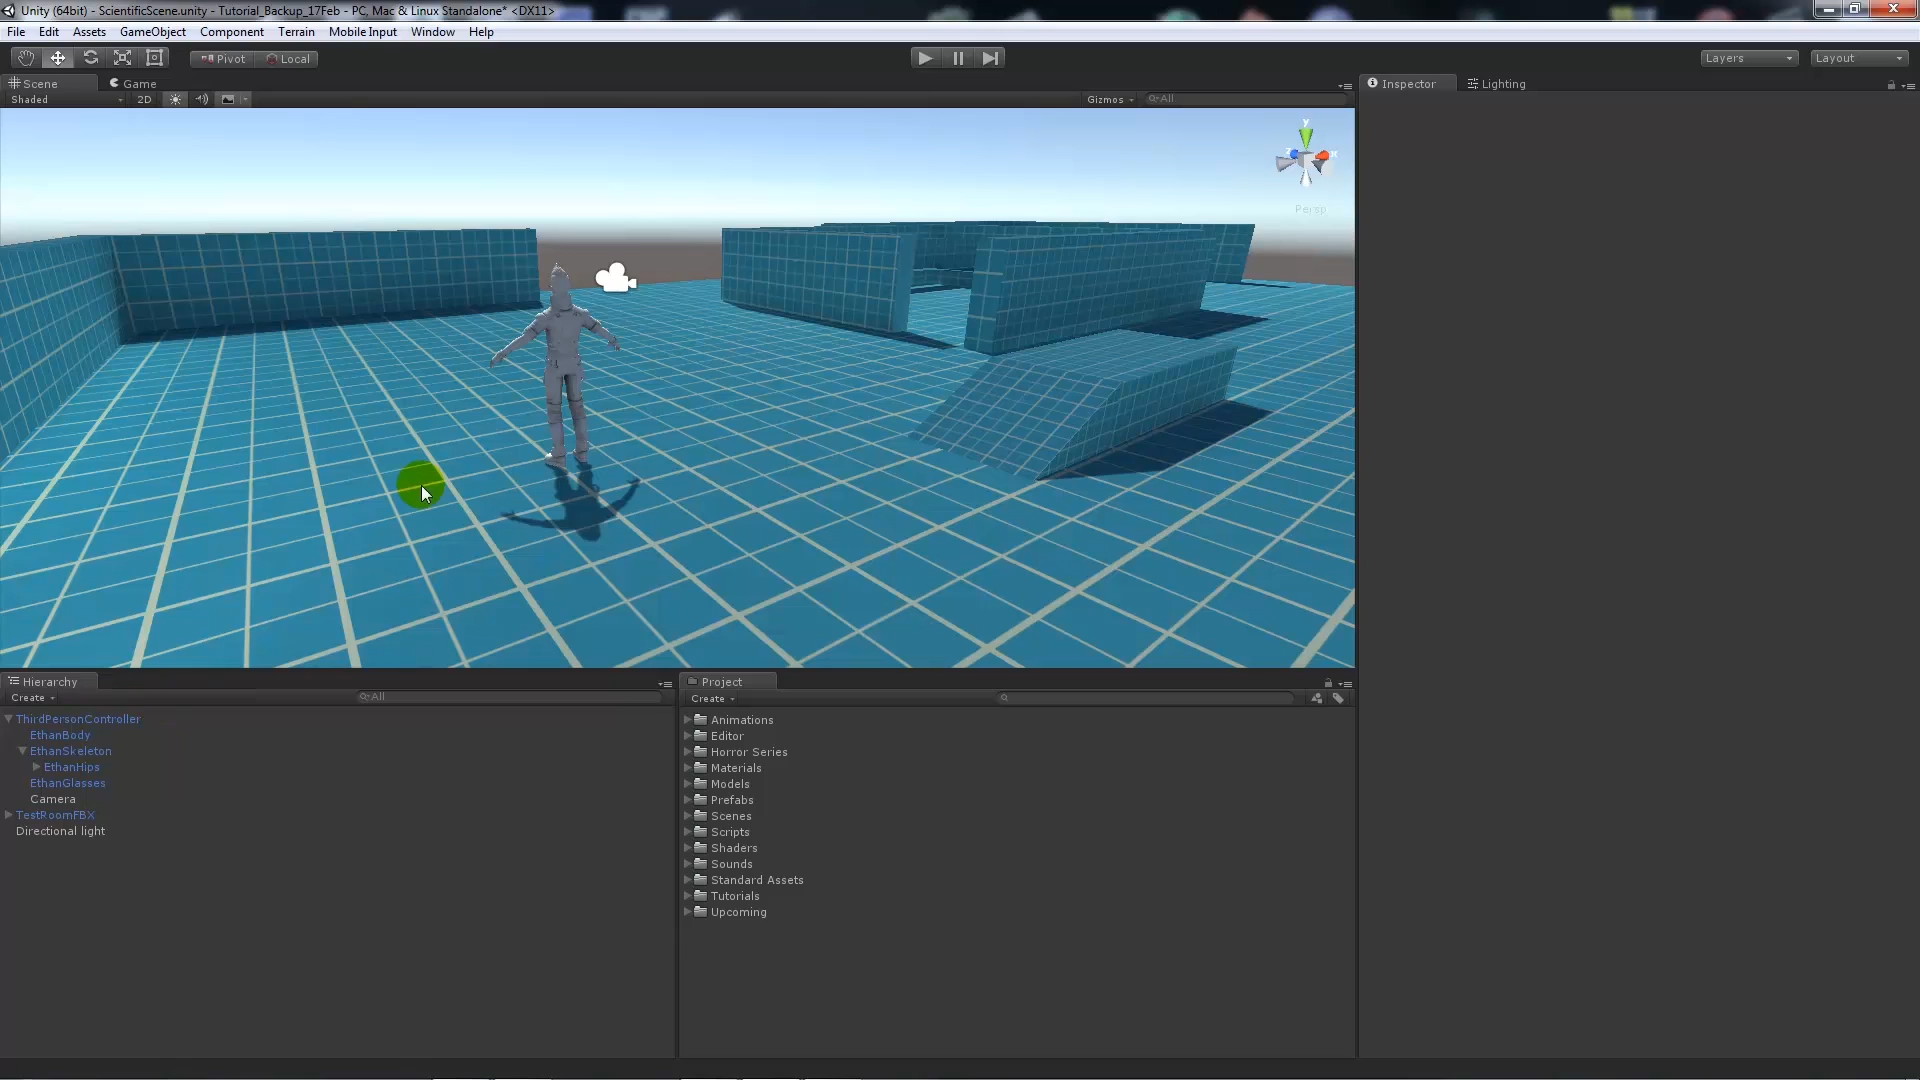 Unity (64bit) - ScientificScene.unity - Tutorial_Backup_17Feb - PC, Mac & Linux Standalone* <DX11>
File Edit Assets GameObject Component Terrain Mobile Input Window Help
Pivot Local Layers Layout
Scene Game Inspector Lighting
Shaded 2D Gizmos All
y
z x
Persp
Hierarchy Project
Create All Create
ThirdPersonController
EthanBody
EthanSkeleton
EthanHips
EthanGlasses
Camera
TestRoomFBX
Directional light
Animations
Editor
Horror Series
Materials
Models
Prefabs
Scenes
Scripts
Shaders
Sounds
Standard Assets
Tutorials
Upcoming